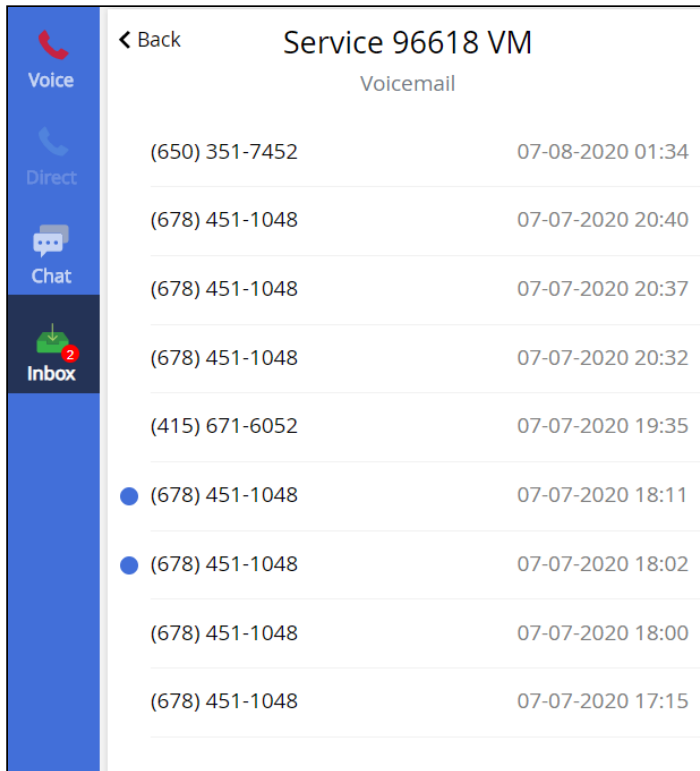 Voice
Direct
Chat
2
Inbox
Back
Service 96618 VM
Voicemail
(650) 351-7452 07-08-2020 01:34
(678) 451-1048 07-07-2020 20:40
(678) 451-1048 07-07-2020 20:37
(678) 451-1048 07-07-2020 20:32
(415) 671-6052 07-07-2020 19:35
(678) 451-1048 07-07-2020 18:11
(678) 451-1048 07-07-2020 18:02
(678) 451-1048 07-07-2020 18:00
(678) 451-1048 07-07-2020 17:15